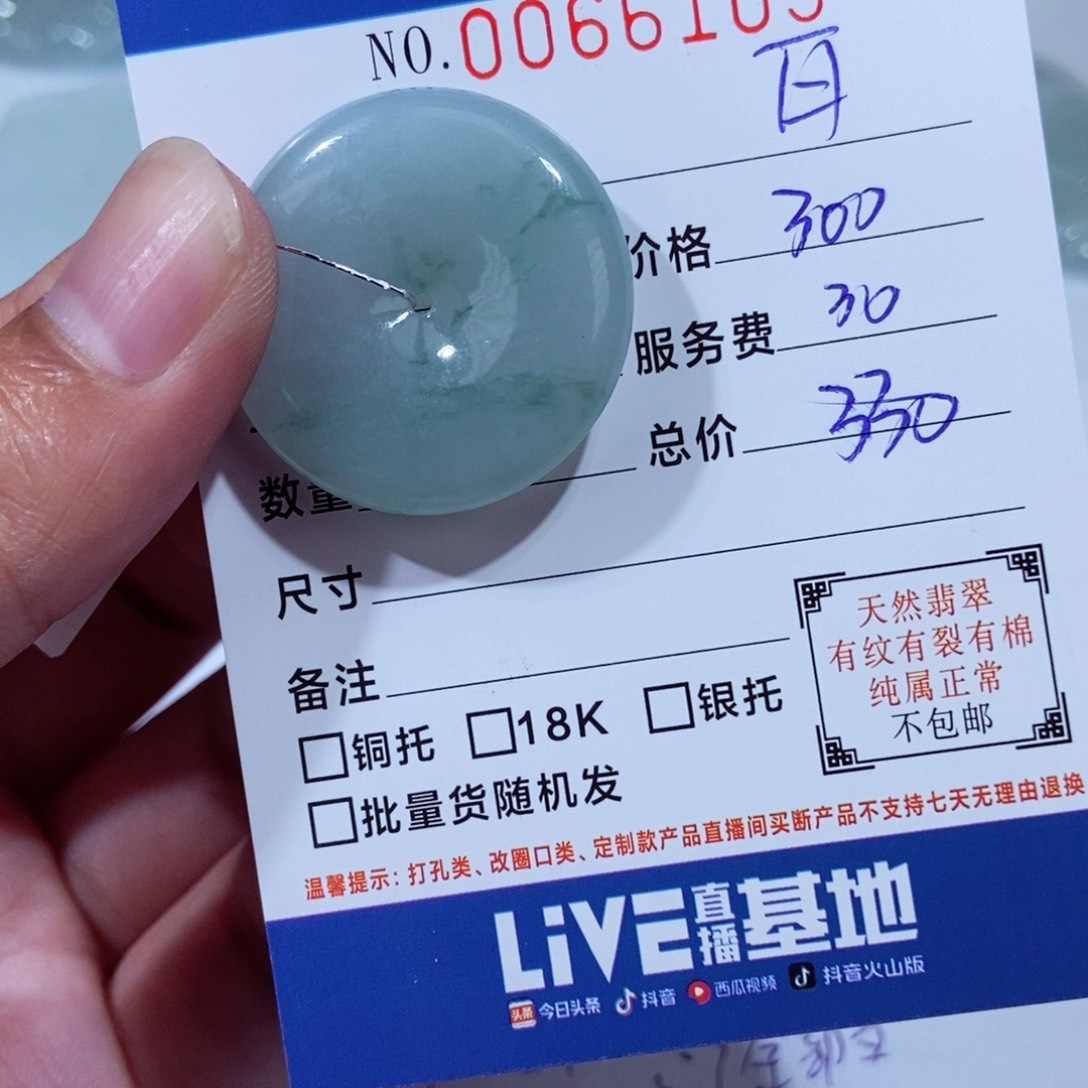 NO.006610
价格 300
服务费 30
总价 330
数量
尺寸
备注
天然翡翠
有纹有裂有棉
纯属正常
不包邮
□铜托 □18K □银托
□批量货随机发
温馨提示：打孔类、改圈口类、定制款产品直播间买断产品不支持七天无理由退换
LiVE直播基地
头条 今日头条 抖音 西瓜视频 抖音火山版